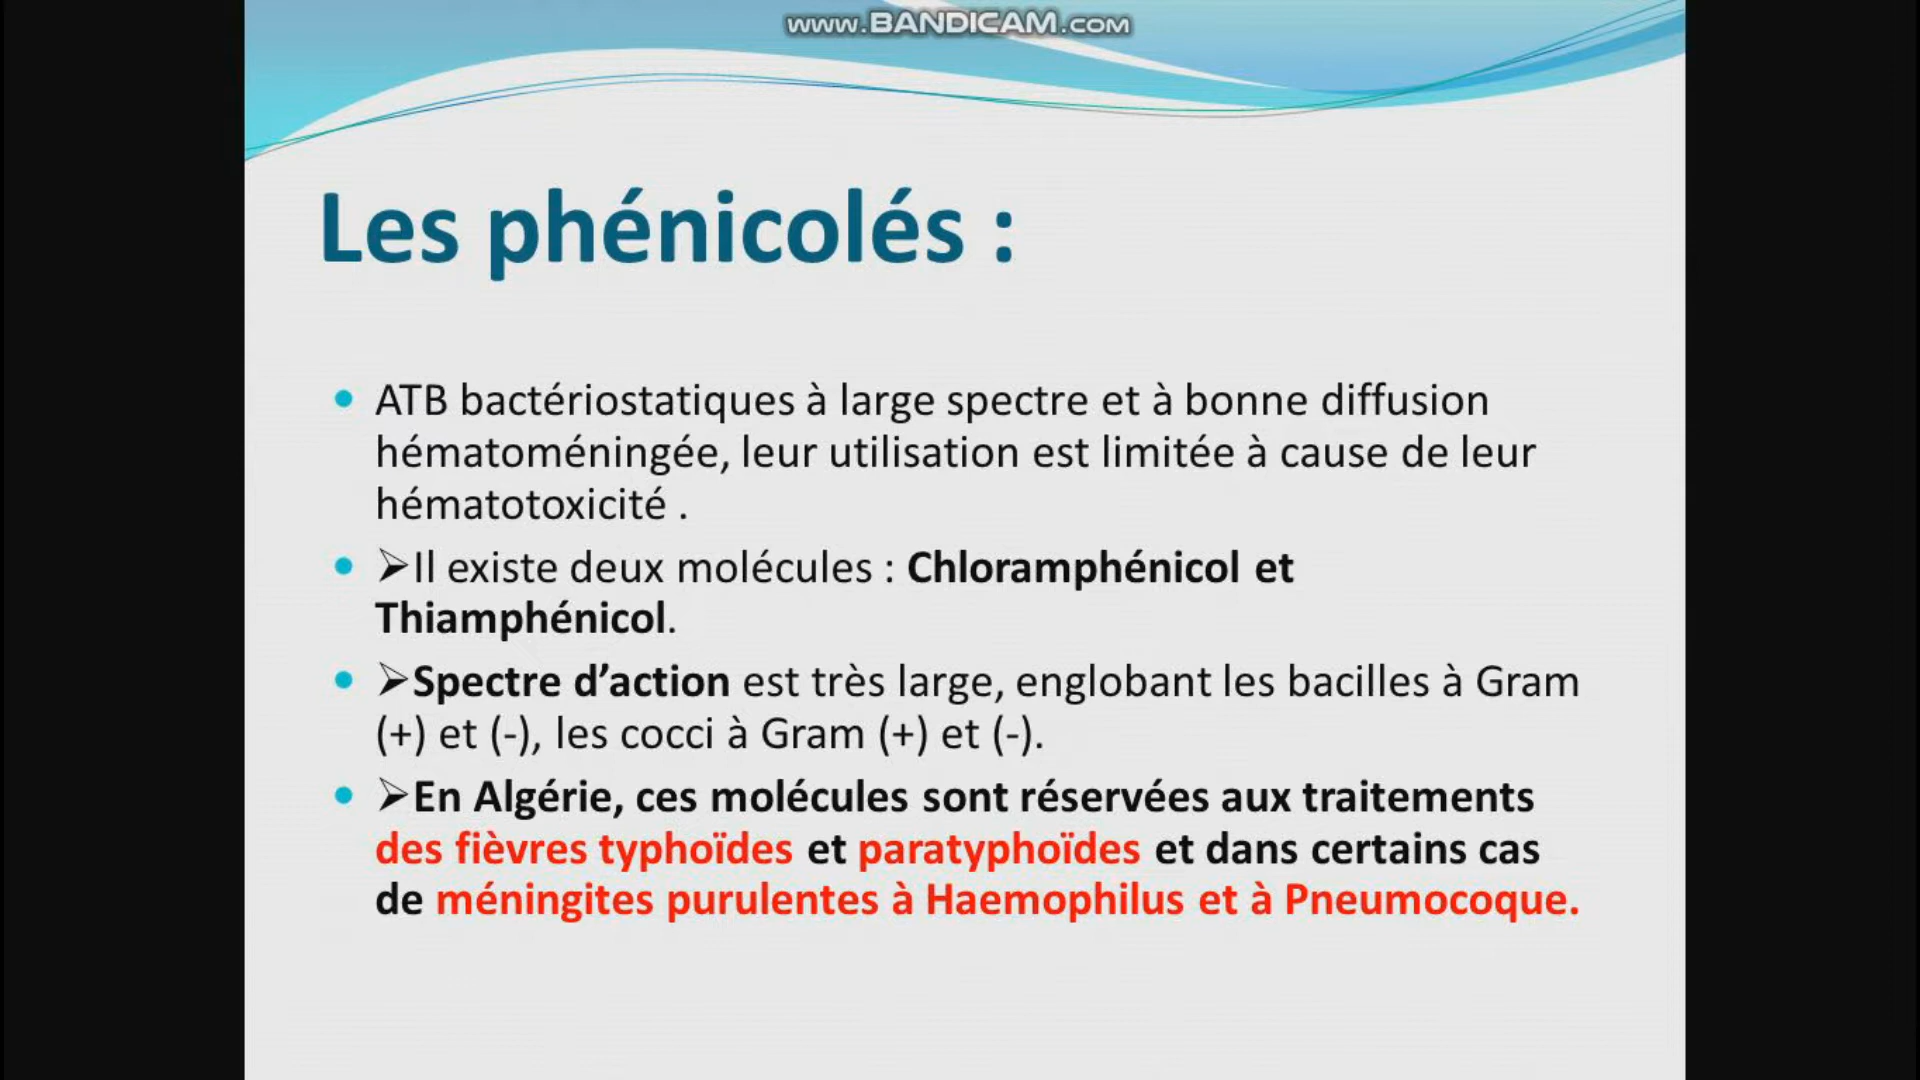 www.BANDICAM.com
Les phénicolés :
• ATB bactériostatiques à large spectre et à bonne diffusion
hématoméningée, leur utilisation est limitée à cause de leur
hématotoxicité .
• ➢Il existe deux molécules : Chloramphénicol et
Thiamphénicol.
• ➢Spectre d’action est très large, englobant les bacilles à Gram
(+) et (-), les cocci à Gram (+) et (-).
• ➢En Algérie, ces molécules sont réservées aux traitements
des fièvres typhoïdes et paratyphoïdes et dans certains cas
de méningites purulentes à Haemophilus et à Pneumocoque.